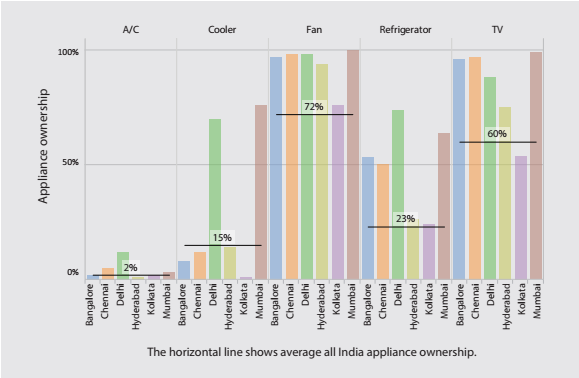 A/C Cooler Fan Refrigerator TV
100%
50%
0%
Appliance ownership
2%
15%
72%
23%
60%
Bangalore Chennai Delhi Hyderabad Kolkata Mumbai Bangalore Chennai Delhi Hyderabad Kolkata Mumbai Bangalore Chennai Delhi Hyderabad Kolkata Mumbai Bangalore Chennai Delhi Hyderabad Kolkata Mumbai Bangalore Chennai Delhi Hyderabad Kolkata Mumbai
The horizontal line shows average all India appliance ownership.